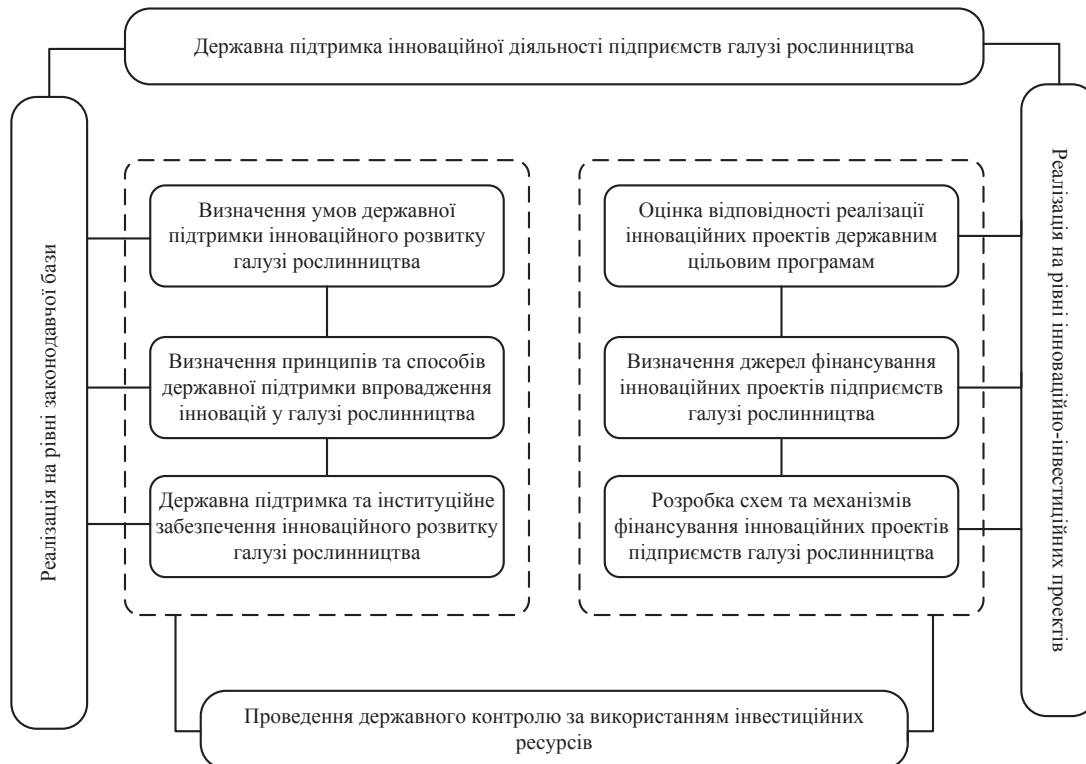 Державна підтримка інноваційної діяльності підприємств галузі рослинництва
Реалізація на рівні законодавчої бази
Визначення умов державної
підтримки інноваційного розвитку
галузі рослинництва
Визначення принципів та способів
державної підтримки впровадження
інновацій у галузі рослинництва
Державна підтримка та інституційне
забезпечення інноваційного розвитку
галузі рослинництва
Оцінка відповідності реалізації
інноваційних проектів державним
цільовим програмам
Визначення джерел фінансування
інноваційних проектів підприємств
галузі рослинництва
Розробка схем та механізмів
фінансування інноваційних проектів
підприємств галузі рослинництва
Реалізація на рівні інноваційно-інвестиційних проектів
Проведення державного контролю за використанням інвестиційних
ресурсів